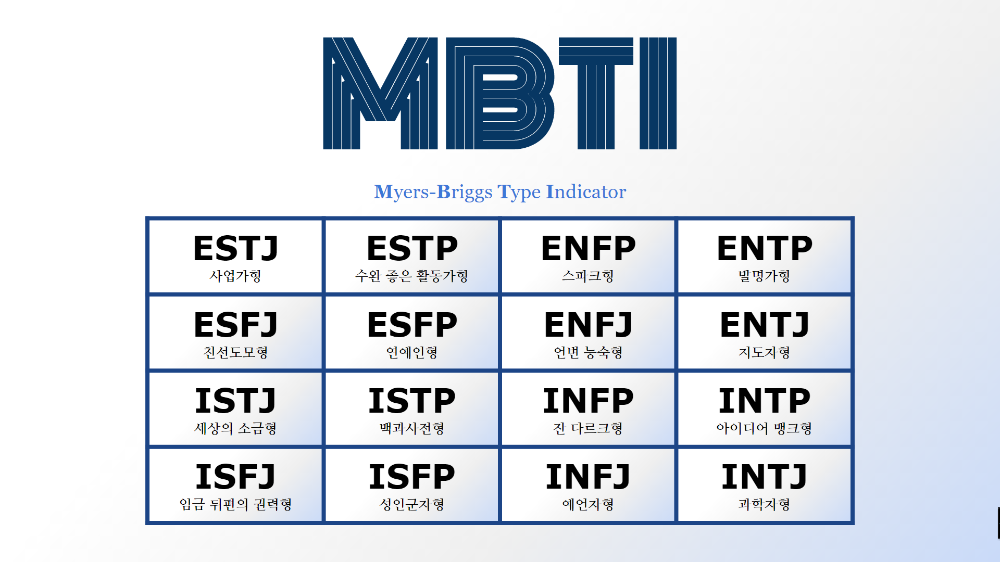 MBTI
Myers-Briggs Type Indicator
ESTJ
사업가형
ESTP
수완 좋은 활동가형
ENFP
스파크형
ENTP
발명가형
ESFJ
친선도모형
ESFP
연예인형
ENFJ
언변 능숙형
ENTJ
지도자형
ISTJ
세상의 소금형
ISTP
백과사전형
INFP
잔 다르크형
INTP
아이디어 뱅크형
ISFJ
임금 뒤편의 권력형
ISFP
성인군자형
INFJ
예언자형
INTJ
과학자형